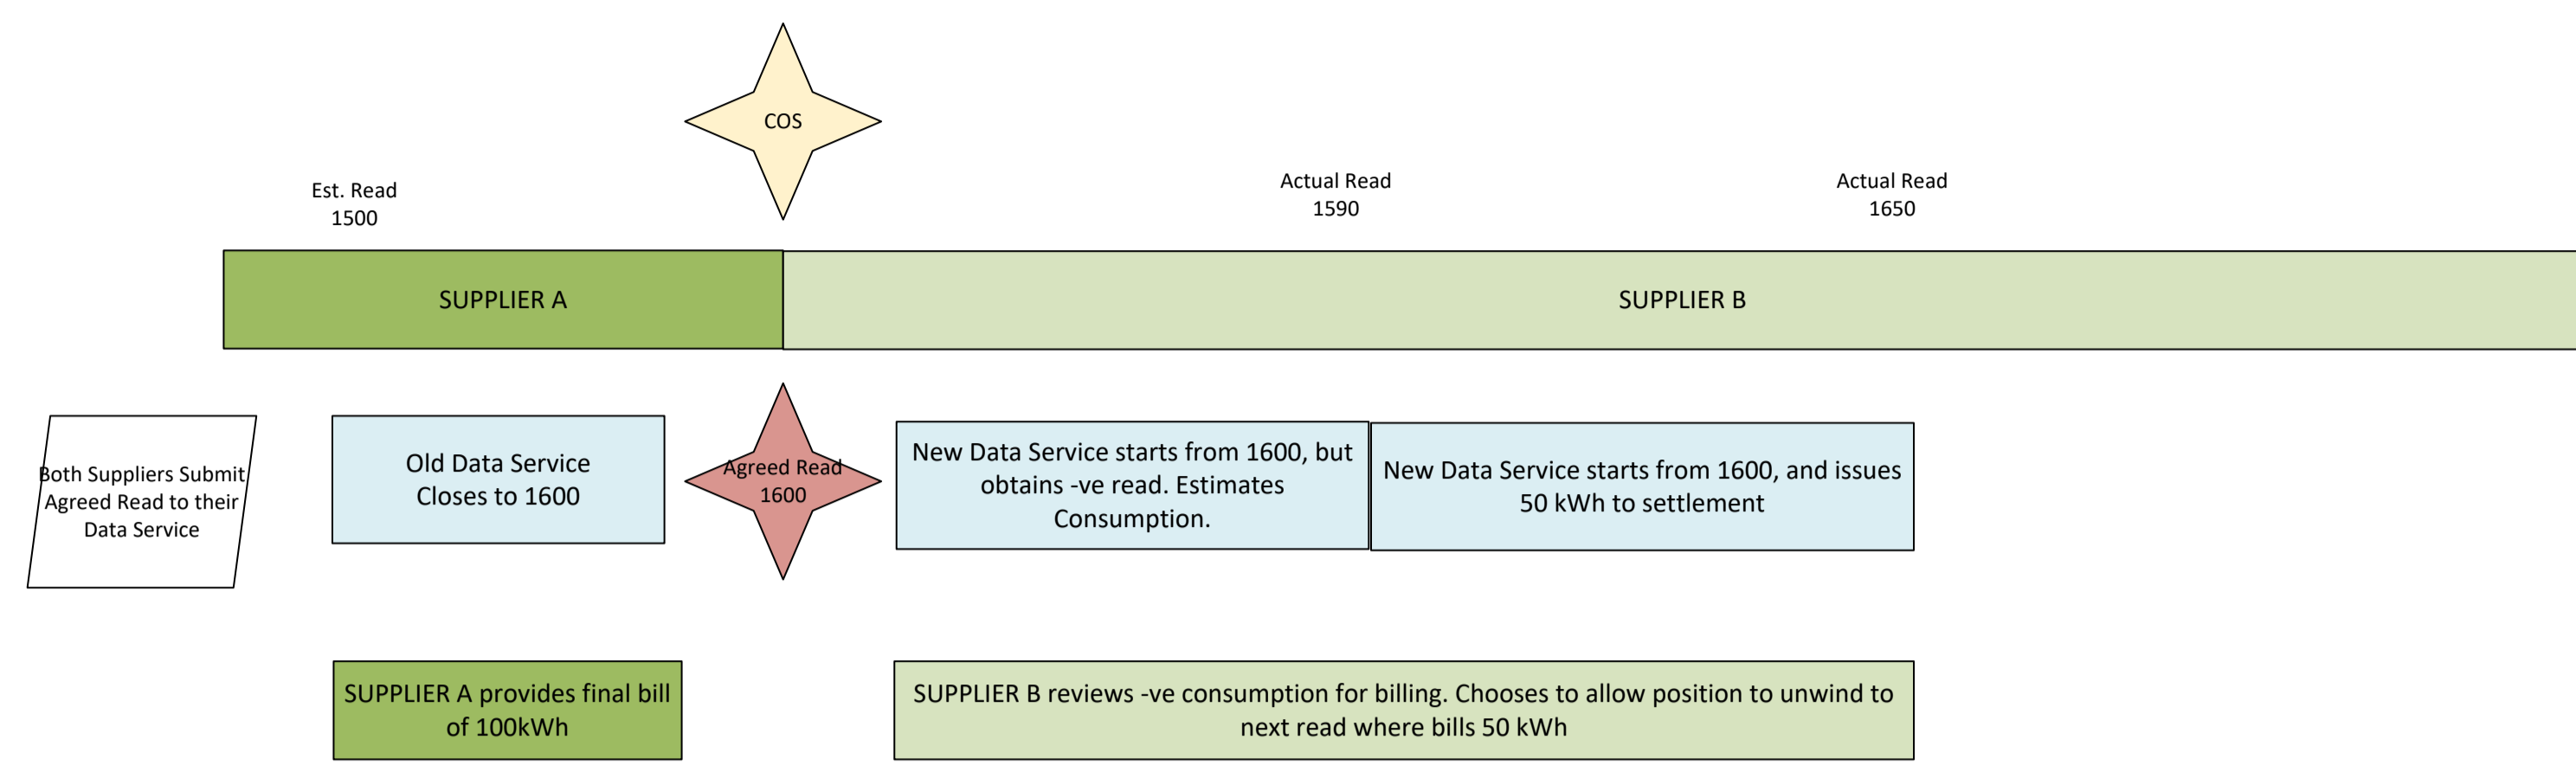 COS
Est. Read
1500
Actual Read
1590
Actual Read
1650
SUPPLIER A
SUPPLIER B
Both Suppliers Submit
Agreed Read to their
Data Service
Old Data Service
Closes to 1600
Agreed Read
1600
New Data Service starts from 1600, but
obtains -ve read. Estimates
Consumption.
New Data Service starts from 1600, and issues
50 kWh to settlement
SUPPLIER A provides final bill
of 100kWh
SUPPLIER B reviews -ve consumption for billing. Chooses to allow position to unwind to
next read where bills 50 kWh